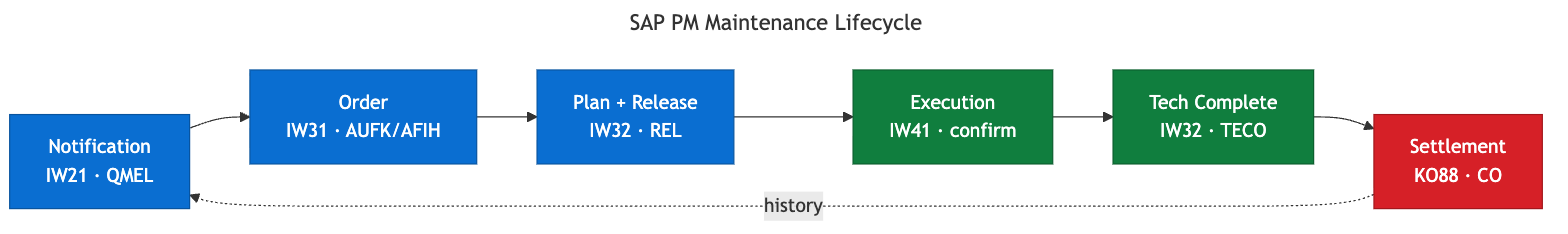 SAP PM Maintenance Lifecycle
Notification
IW21 · QMEL
Order
IW31 · AUFK/AFIH
Plan + Release
IW32 · REL
Execution
IW41 · confirm
Tech Complete
IW32 · TECO
Settlement
KO88 · CO
history